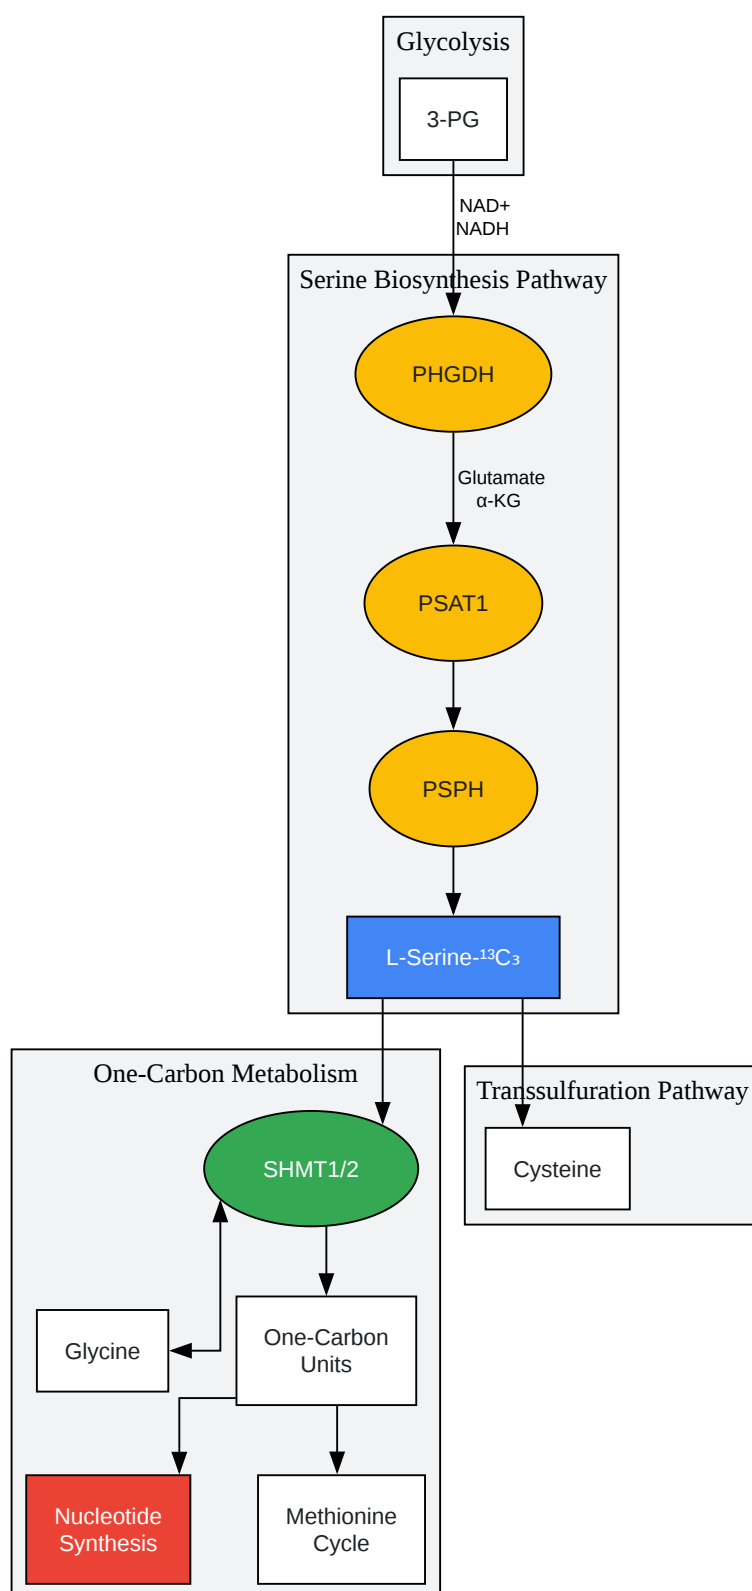 Glycolysis
3-PG
NAD+
NADH
Serine Biosynthesis Pathway
PHGDH
Glutamate
α-KG
PSAT1
PSPH
L-Serine-¹³C₃
One-Carbon Metabolism
Transsulfuration Pathway
SHMT1/2
Cysteine
Glycine
One-Carbon
Units
Nucleotide
Synthesis
Methionine
Cycle